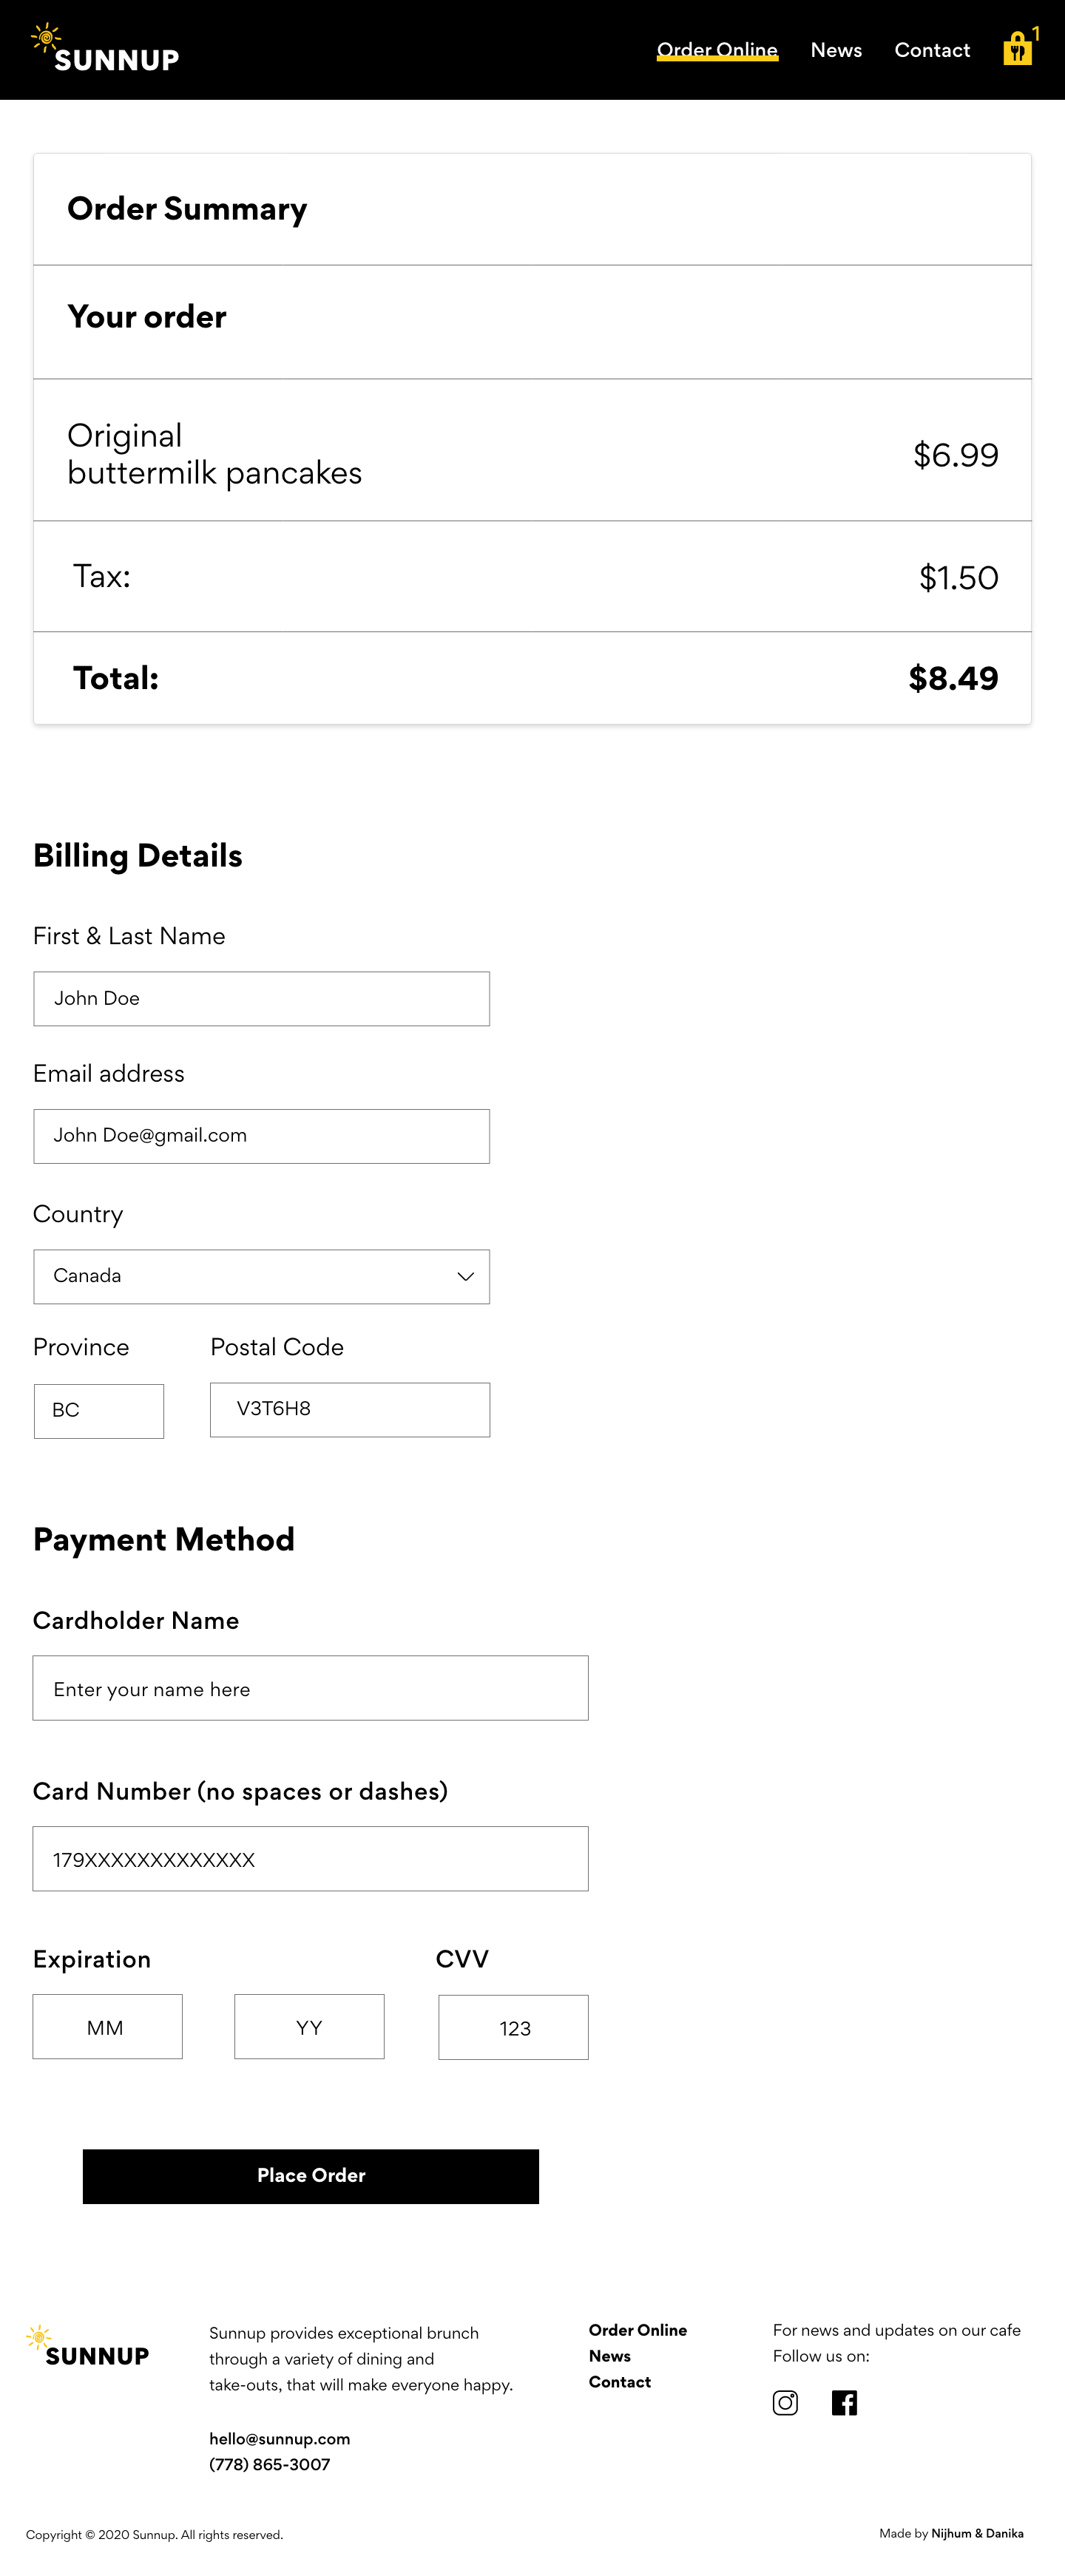 SUNNUP
Order Online
News
Contact
1
Order Summary
Your order
Original
buttermilk pancakes
$6.99
Tax:
$1.50
Total:
$8.49
Billing Details
First & Last Name
John Doe
Email address
John Doe@gmail.com
Country
Canada
Province
Postal Code
BC
V3T6H8
Payment Method
Cardholder Name
Enter your name here
Card Number (no spaces or dashes)
179XXXXXXXXXXXXX
Expiration
CVV
MM
YY
123
Place Order
SUNNUP
Sunnup provides exceptional brunch
through a variety of dining and
take-outs, that will make everyone happy.
hello@sunnup.com
(778) 865-3007
Order Online
News
Contact
For news and updates on our cafe
Follow us on:
Copyright © 2020 Sunnup. All rights reserved.
Made by Nijhum & Danika